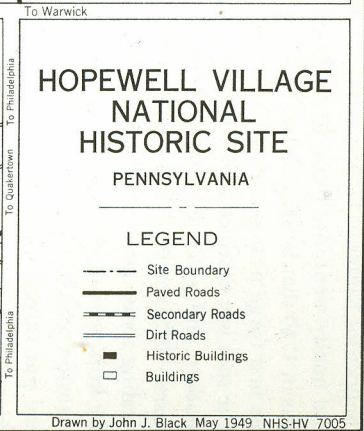 To Warwick
To Philadelphia
To Quakertown
To Philadelphia
HOPEWELL VILLAGE
NATIONAL
HISTORIC SITE
PENNSYLVANIA
LEGEND
Site Boundary
Paved Roads
Secondary Roads
Dirt Roads
Historic Buildings
Buildings
Drawn by John J. Black May 1949 NHS-HV 7005